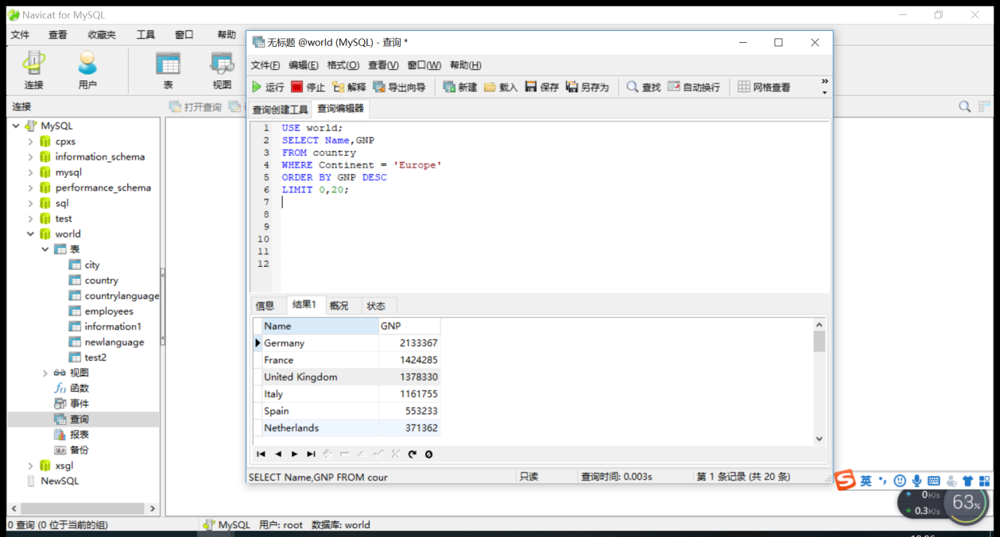 Navicat for MySQL
文件 查看 收藏夹 工具 窗口 帮助
连接 用户 表 视图
连接
打开查询
MySQL
cpxs
information_schema
mysql
performance_schema
sql
test
world
表
city
country
countrylanguage
employees
information1
newlanguage
test2
视图
函数
事件
查询
报表
备份
xsgl
NewSQL
无标题 @world (MySQL) - 查询 *
文件(F) 编辑(E) 格式(O) 查看(V) 窗口(W) 帮助(H)
运行 停止 解释 导出向导 新建 载入 保存 另存为 查找 自动换行 网格查看
查询创建工具 查询编辑器
1 USE world;
2 SELECT Name,GNP
3 FROM country
4 WHERE Continent = 'Europe'
5 ORDER BY GNP DESC
6 LIMIT 0,20;
7
8
9
10
11
12
信息 结果1 概况 状态
Name GNP
Germany 2133367
France 1424285
United Kingdom 1378330
Italy 1161755
Spain 553233
Netherlands 371362
SELECT Name,GNP FROM cour 只读 查询时间: 0.003s 第 1 条记录 (共 20 条)
S 英
0K/s
0.3K/s
63%
0 查询 (0 位于当前的组) MySQL 用户: root 数据库: world